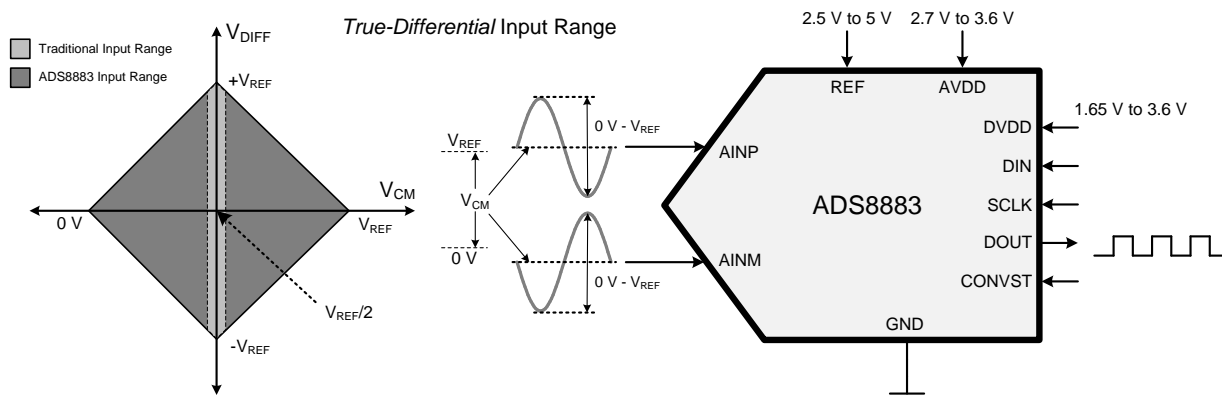 V_DIFF
Traditional Input Range
ADS8883 Input Range
+V_REF
V_CM
0 V
V_REF
V_REF/2
-V_REF
True-Differential Input Range
V_REF
V_CM
0 V
0 V - V_REF
0 V - V_REF
2.5 V to 5 V
2.7 V to 3.6 V
REF
AVDD
1.65 V to 3.6 V
AINP
AINM
ADS8883
DVDD
DIN
SCLK
DOUT
CONVST
GND